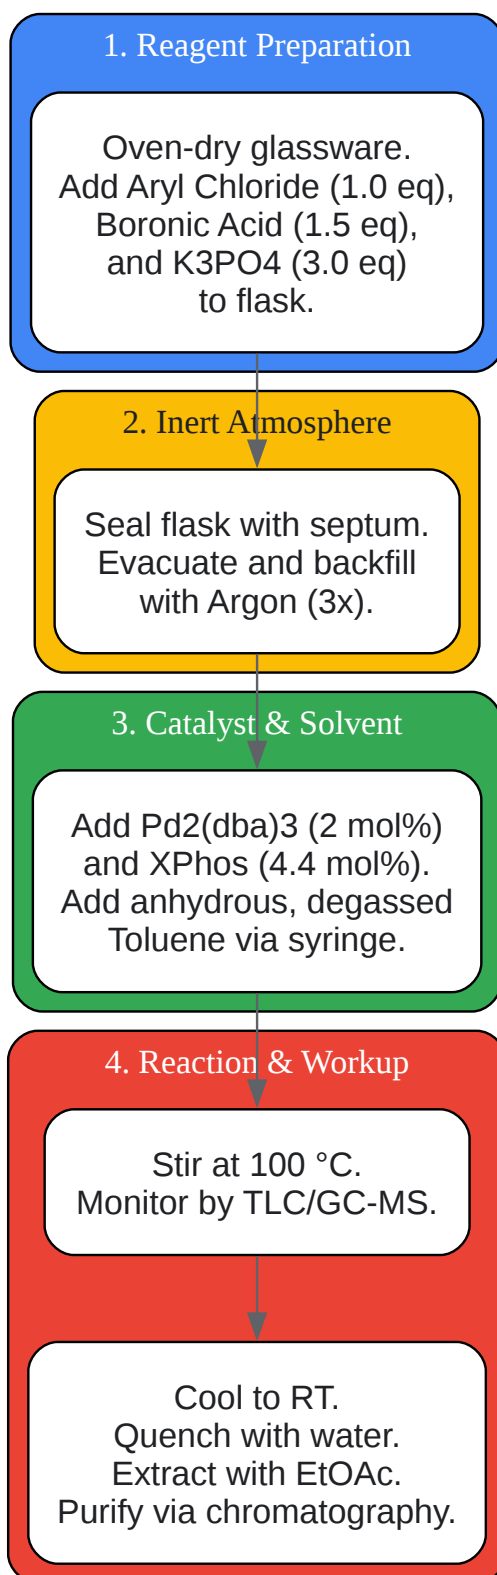 1. Reagent Preparation
Oven-dry glassware.
Add Aryl Chloride (1.0 eq),
Boronic Acid (1.5 eq),
and K3PO4 (3.0 eq)
to flask.
2. Inert Atmosphere
Seal flask with septum.
Evacuate and backfill
with Argon (3x).
3. Catalyst & Solvent
Add Pd2(dba)3 (2 mol%)
and XPhos (4.4 mol%).
Add anhydrous, degassed
Toluene via syringe.
4. Reaction & Workup
Stir at 100 °C.
Monitor by TLC/GC-MS.
Cool to RT.
Quench with water.
Extract with EtOAc.
Purify via chromatography.